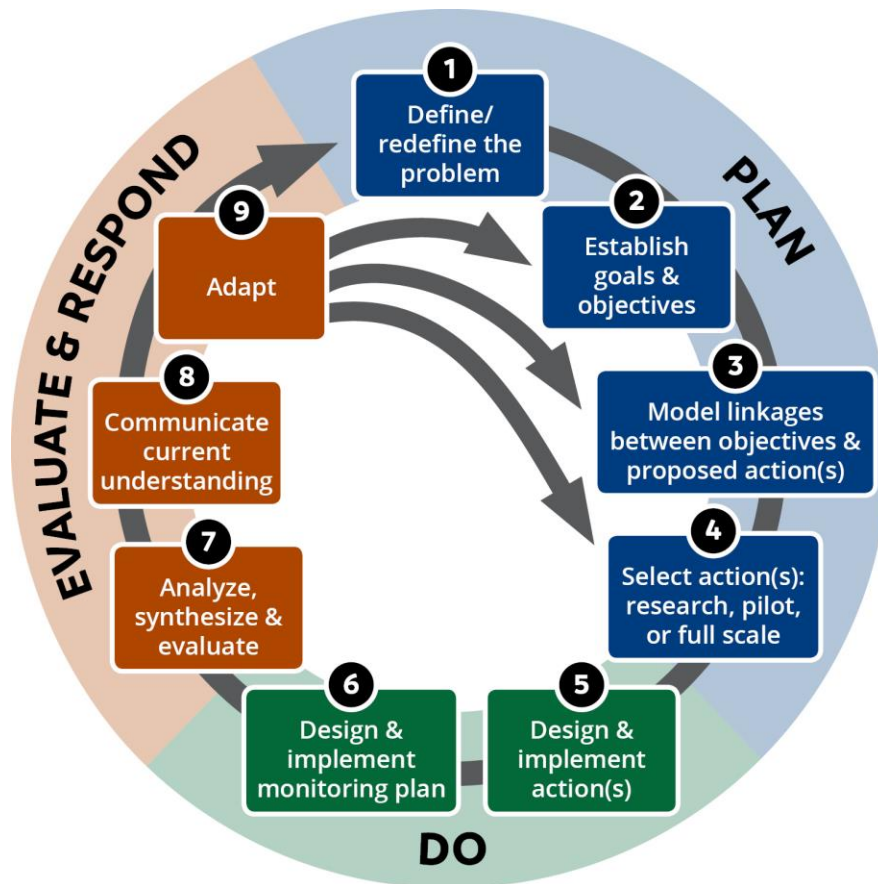 1
Define/
redefine the
problem
2
Establish
goals &
objectives
3
Model linkages
between objectives &
proposed action(s)
4
Select action(s):
research, pilot,
or full scale
5
Design &
implement
action(s)
6
Design &
implement
monitoring plan
7
Analyze,
synthesize &
evaluate
8
Communicate
current
understanding
9
Adapt
PLAN
DO
EVALUATE & RESPOND